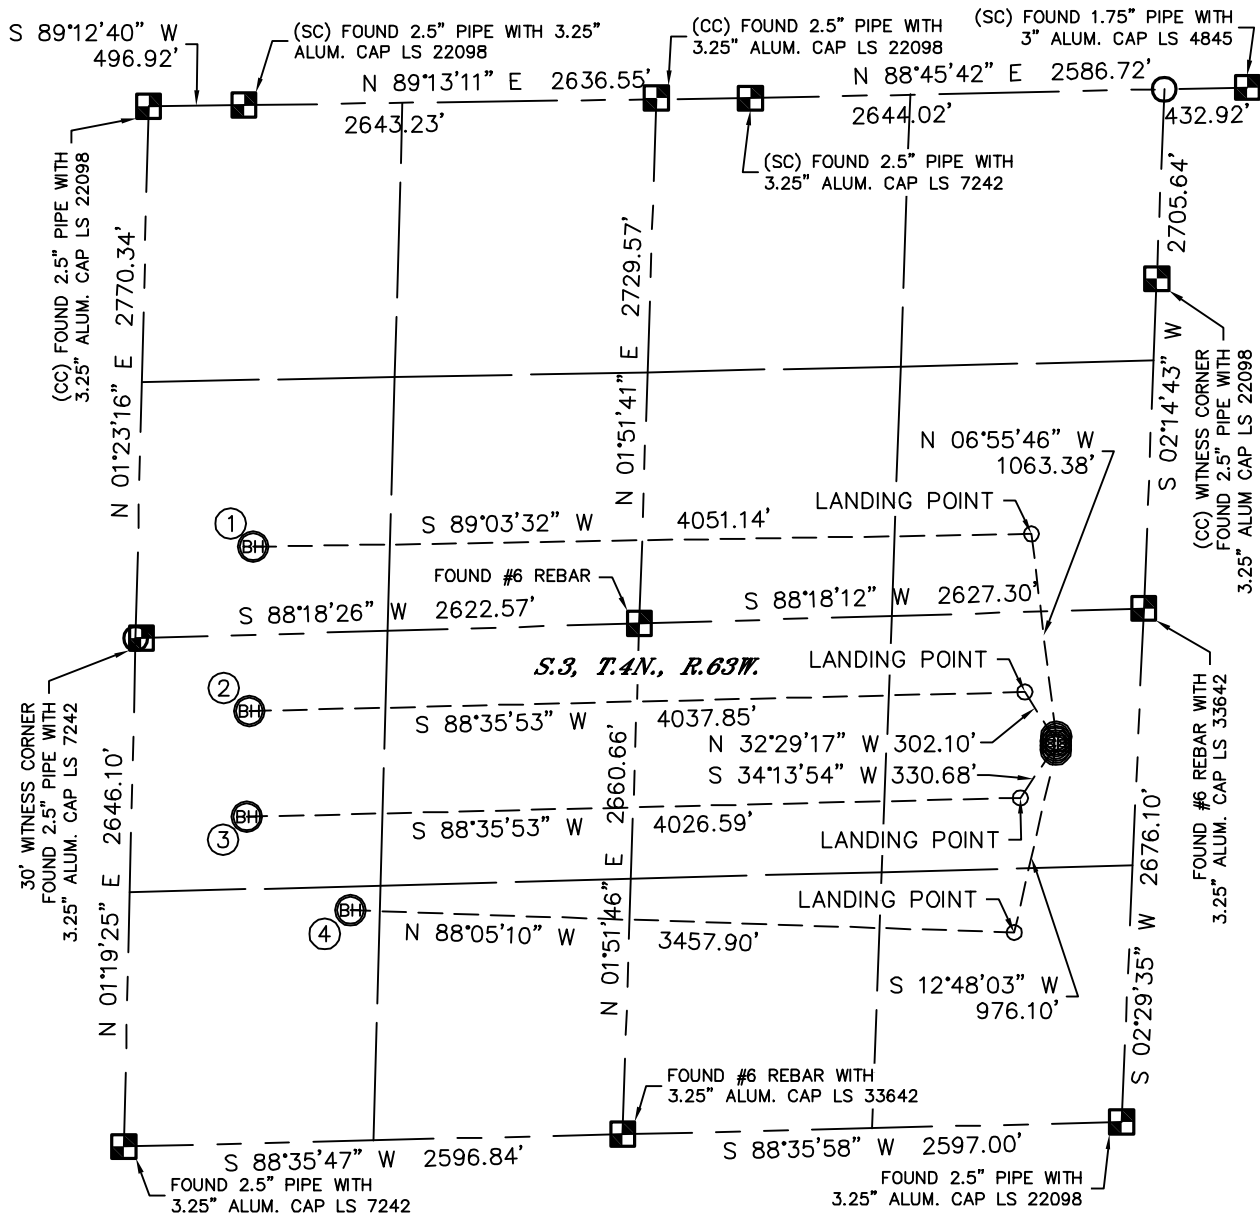 S 89°12'40" W
496.92'
(SC) FOUND 2.5" PIPE WITH 3.25"
ALUM. CAP LS 22098
(CC) FOUND 2.5" PIPE WITH
3.25" ALUM. CAP LS 22098
(SC) FOUND 1.75" PIPE WITH
3" ALUM. CAP LS 4845
N 89°13'11" E 2636.55'
2643.23'
N 88°45'42" E 2586.72'
2644.02'
432.92'
(SC) FOUND 2.5" PIPE WITH
3.25" ALUM. CAP LS 7242
(CC) FOUND 2.5" PIPE WITH
3.25" ALUM. CAP LS 22098
N 01°23'16" E 2770.34'
N 01°51'41" E 2729.57'
2705.64'
S 02°14'43" W
(CC) WITNESS CORNER
FOUND 2.5" PIPE WITH
3.25" ALUM CAP LS 22098
N 06°55'46" W
1063.38'
LANDING POINT
1
BH
S 89°03'32" W 4051.14'
FOUND #6 REBAR
S 88°18'26" W 2622.57'
S 88°18'12" W 2627.30'
S.3, T.4N., R.63W.
LANDING POINT
2
BH
S 88°35'53" W 4037.85'
N 32°29'17" W 302.10'
S 34°13'54" W 330.68'
3
BH
S 88°35'53" W 4026.59'
LANDING POINT
LANDING POINT
4
BH
N 88°05'10" W 3457.90'
S 12°48'03" W
976.10'
30' WITNESS CORNER
FOUND 2.5" PIPE WITH
3.25" ALUM. CAP LS 7242
N 01°19'25" E 2646.10'
N 01°51'46" E 2660.66'
S 02°29'35" W 2676.10'
FOUND #6 REBAR WITH
3.25" ALUM. CAP LS 33642
FOUND #6 REBAR WITH
3.25" ALUM. CAP LS 33642
S 88°35'47" W 2596.84'
S 88°35'58" W 2597.00'
FOUND 2.5" PIPE WITH
3.25" ALUM. CAP LS 7242
FOUND 2.5" PIPE WITH
3.25" ALUM. CAP LS 22098